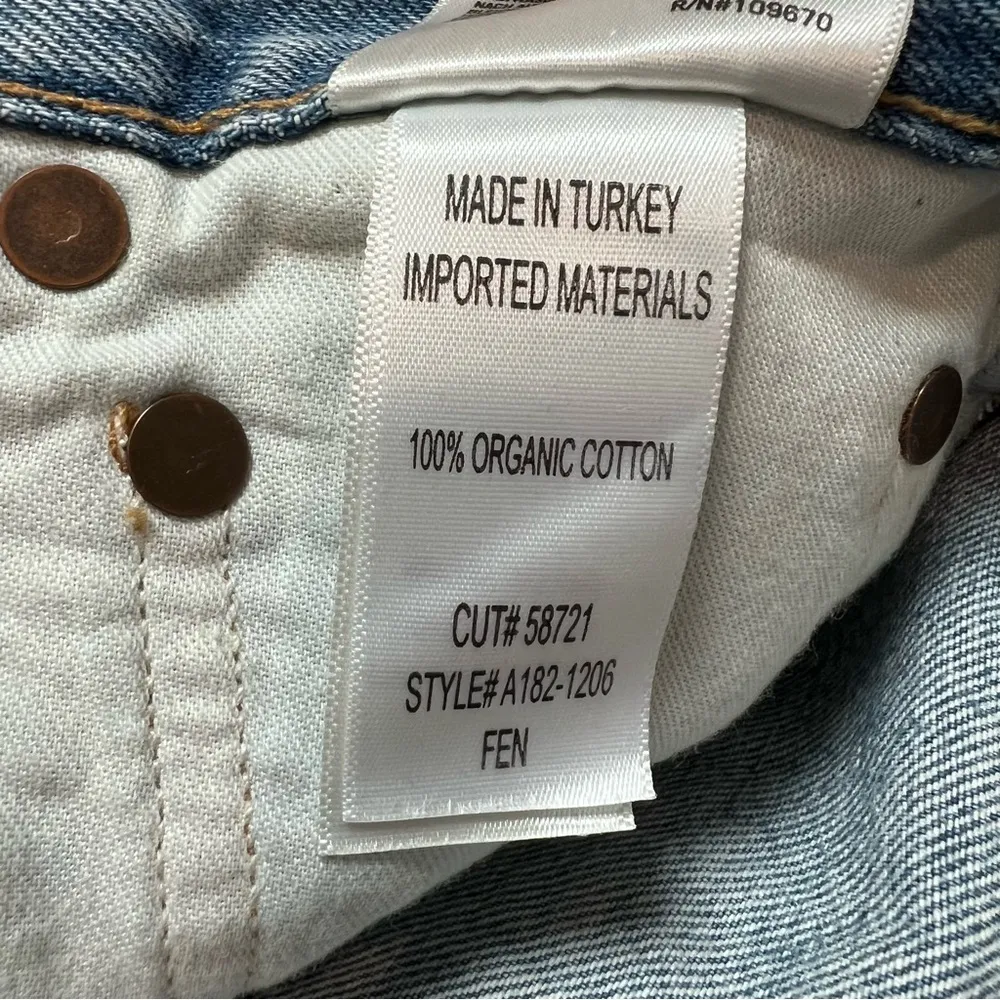 R/N#109670
MADE IN TURKEY
IMPORTED MATERIALS
100% ORGANIC COTTON
CUT# 58721
STYLE# A182-1206
FEN